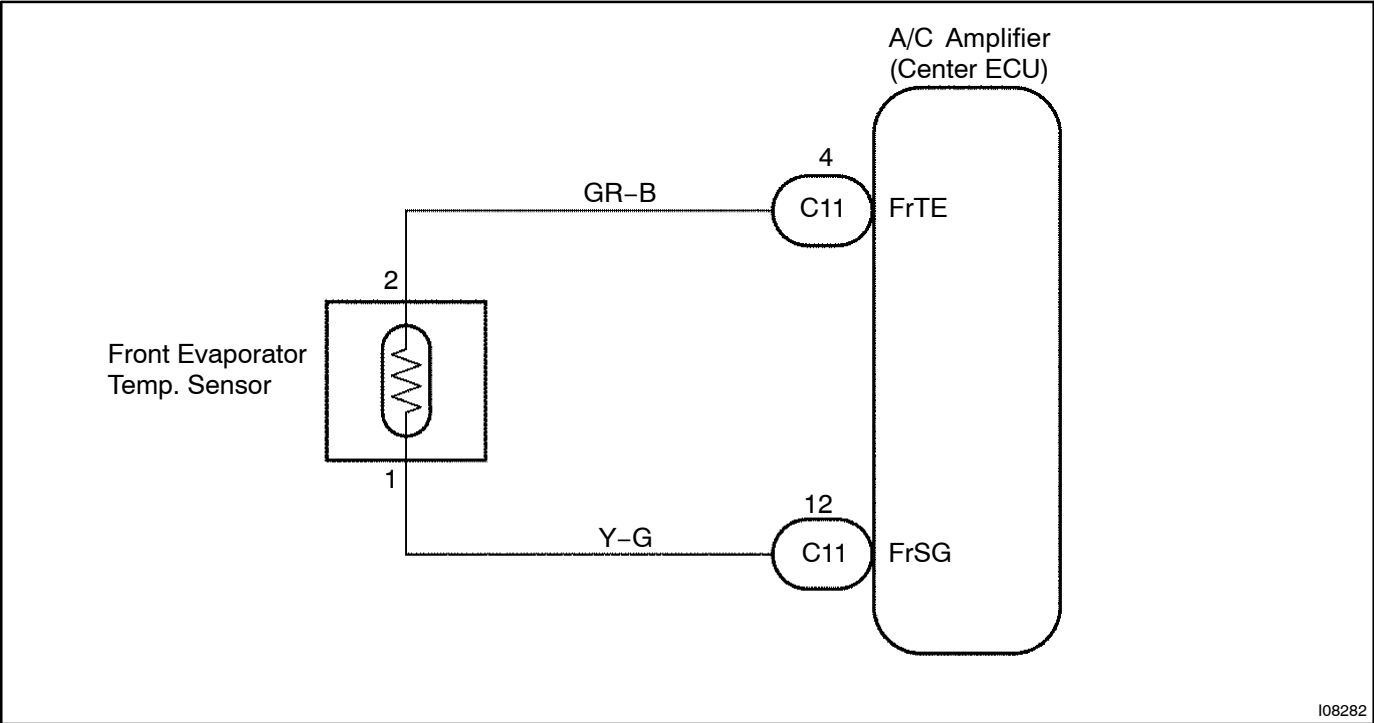 A/C Amplifier
(Center ECU)
4
GR–B
C11
FrTE
2
Front Evaporator
Temp. Sensor
1
12
Y–G
C11
FrSG
I08282